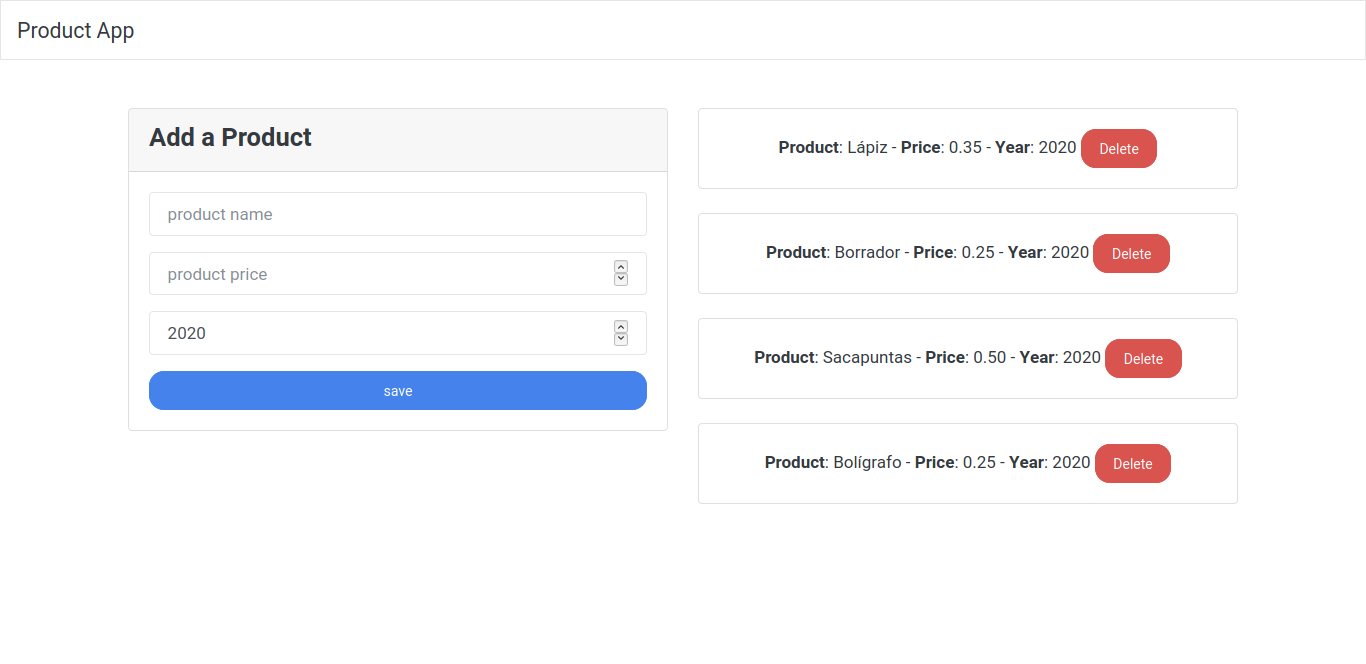 Product App
Add a Product
product name
product price
2020
save
Product: Lápiz - Price: 0.35 - Year: 2020 Delete
Product: Borrador - Price: 0.25 - Year: 2020 Delete
Product: Sacapuntas - Price: 0.50 - Year: 2020 Delete
Product: Bolígrafo - Price: 0.25 - Year: 2020 Delete